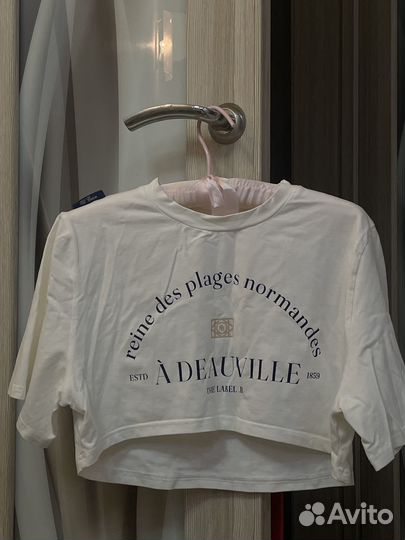 reine des plages normandes
À DEAUVILLE
ESTD 1859
THE LABEL .B
Avito